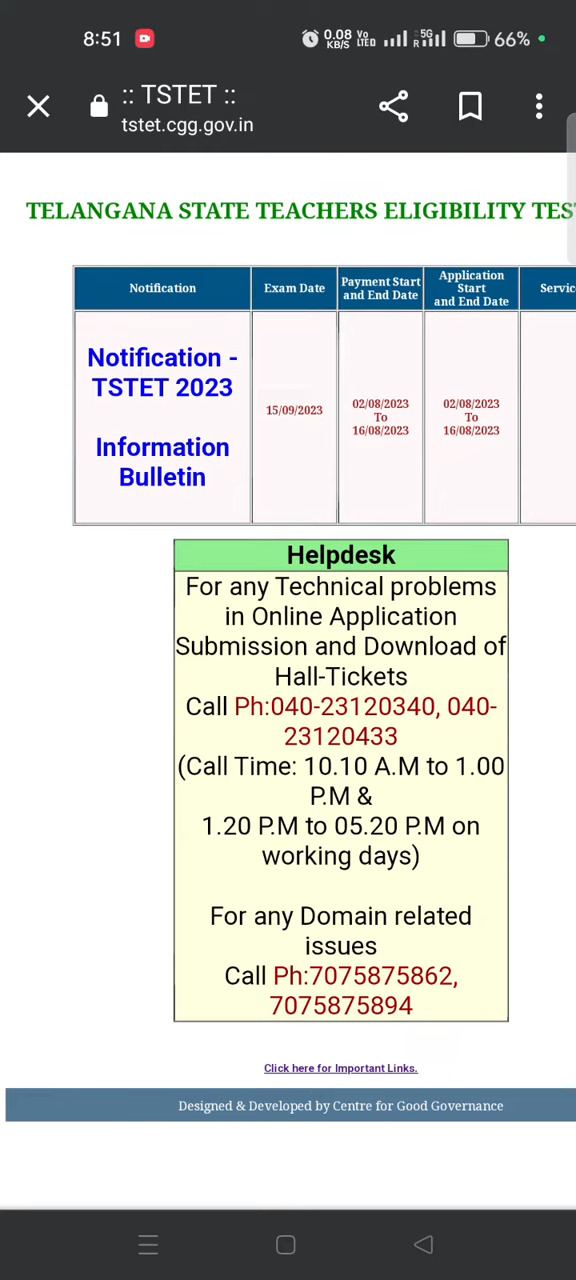 8:51
0.08 KB/S
Vo LTED
R
5G
66%
:: TSTET ::
tstet.cgg.gov.in
TELANGANA STATE TEACHERS ELIGIBILITY TES
Notification
Exam Date
Payment Start
and End Date
Application
Start
and End Date
Servic
Notification -
TSTET 2023
Information
Bulletin
15/09/2023
02/08/2023
To
16/08/2023
02/08/2023
To
16/08/2023
Helpdesk
For any Technical problems
in Online Application
Submission and Download of
Hall-Tickets
Call Ph:040-23120340, 040-
23120433
(Call Time: 10.10 A.M to 1.00
P.M &
1.20 P.M to 05.20 P.M on
working days)
For any Domain related
issues
Call Ph:7075875862,
7075875894
Click here for Important Links.
Designed & Developed by Centre for Good Governance